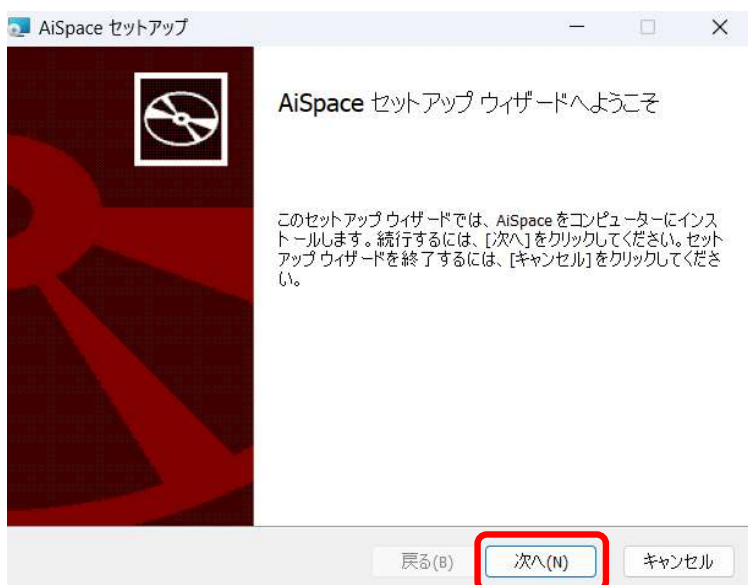 AiSpace セットアップ
AiSpace セットアップ ウィザードへようこそ
このセットアップ ウィザードでは、AiSpace をコンピューターにインス
トールします。続行するには、[次へ] をクリックしてください。セット
アップ ウィザードを終了するには、[キャンセル] をクリックしてくださ
い。
戻る(B)
次へ(N)
キャンセル